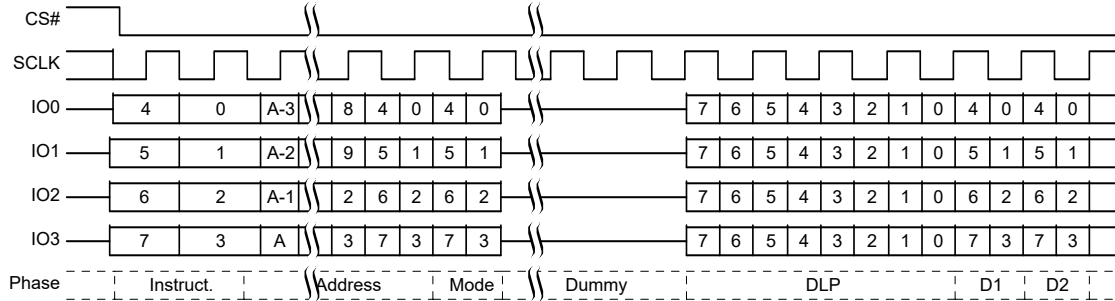 CS#
SCLK
IO0 4 0 A-3 8 4 0 4 0 7 6 5 4 3 2 1 0 4 0 4 0
IO1 5 1 A-2 9 5 1 5 1 7 6 5 4 3 2 1 0 5 1 5 1
IO2 6 2 A-1 2 6 2 6 2 7 6 5 4 3 2 1 0 6 2 6 2
IO3 7 3 A 3 7 3 7 3 7 6 5 4 3 2 1 0 7 3 7 3
Phase Instruct. Address Mode Dummy DLP D1 D2